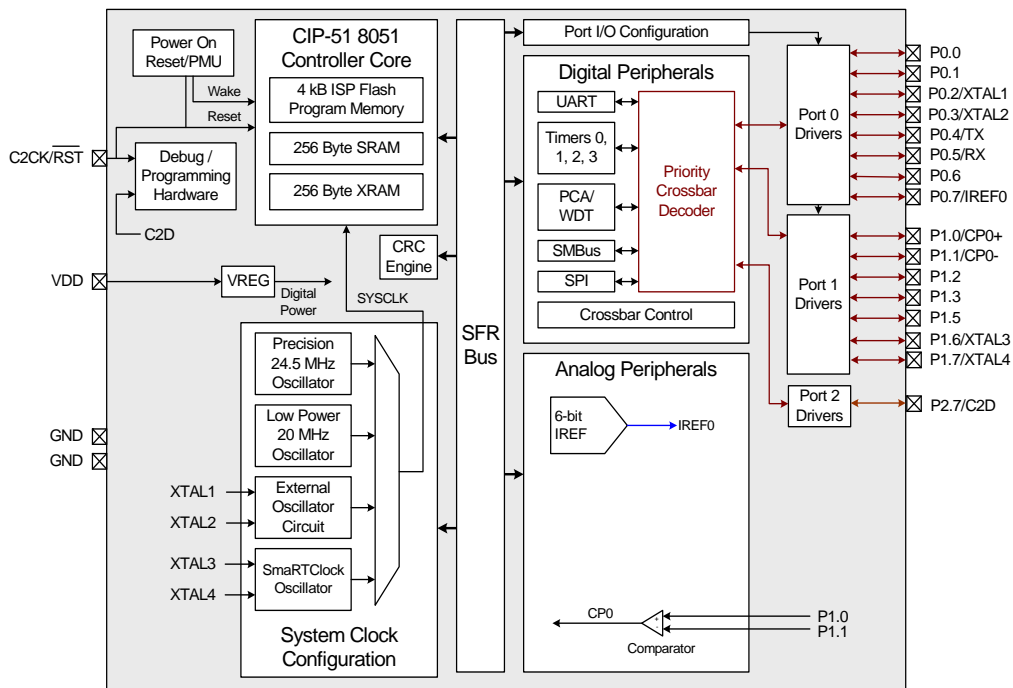 Power On
Reset/PMU
Wake
Reset
C2CK/RST
Debug /
Programming
Hardware
C2D
VDD
VREG
Digital
Power
GND
GND
CIP-51 8051
Controller Core
4 kB ISP Flash
Program Memory
256 Byte SRAM
256 Byte XRAM
CRC
Engine
SYSCLK
Precision
24.5 MHz
Oscillator
Low Power
20 MHz
Oscillator
XTAL1
XTAL2
External
Oscillator
Circuit
XTAL3
XTAL4
SmaRTClock
Oscillator
System Clock
Configuration
SFR
Bus
Port I/O Configuration
Digital Peripherals
UART
Timers 0,
1, 2, 3
PCA/
WDT
SMBus
SPI
Priority
Crossbar
Decoder
Crossbar Control
Analog Peripherals
6-bit
IREF
IREF0
CP0
+
-
Comparator
P1.0
P1.1
Port 0
Drivers
Port 1
Drivers
Port 2
Drivers
P0.0
P0.1
P0.2/XTAL1
P0.3/XTAL2
P0.4/TX
P0.5/RX
P0.6
P0.7/IREF0
P1.0/CP0+
P1.1/CP0-
P1.2
P1.3
P1.5
P1.6/XTAL3
P1.7/XTAL4
P2.7/C2D